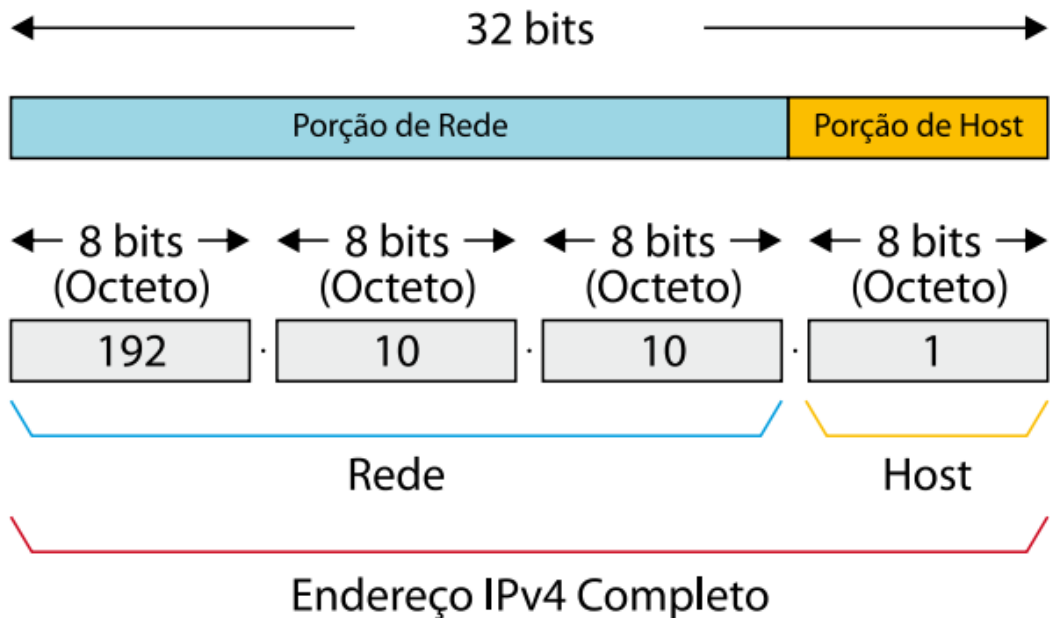 32 bits
Porção de Rede Porção de Host
8 bits 8 bits 8 bits 8 bits
(Octeto) (Octeto) (Octeto) (Octeto)
192 . 10 . 10 . 1
Rede Host
Endereço IPv4 Completo